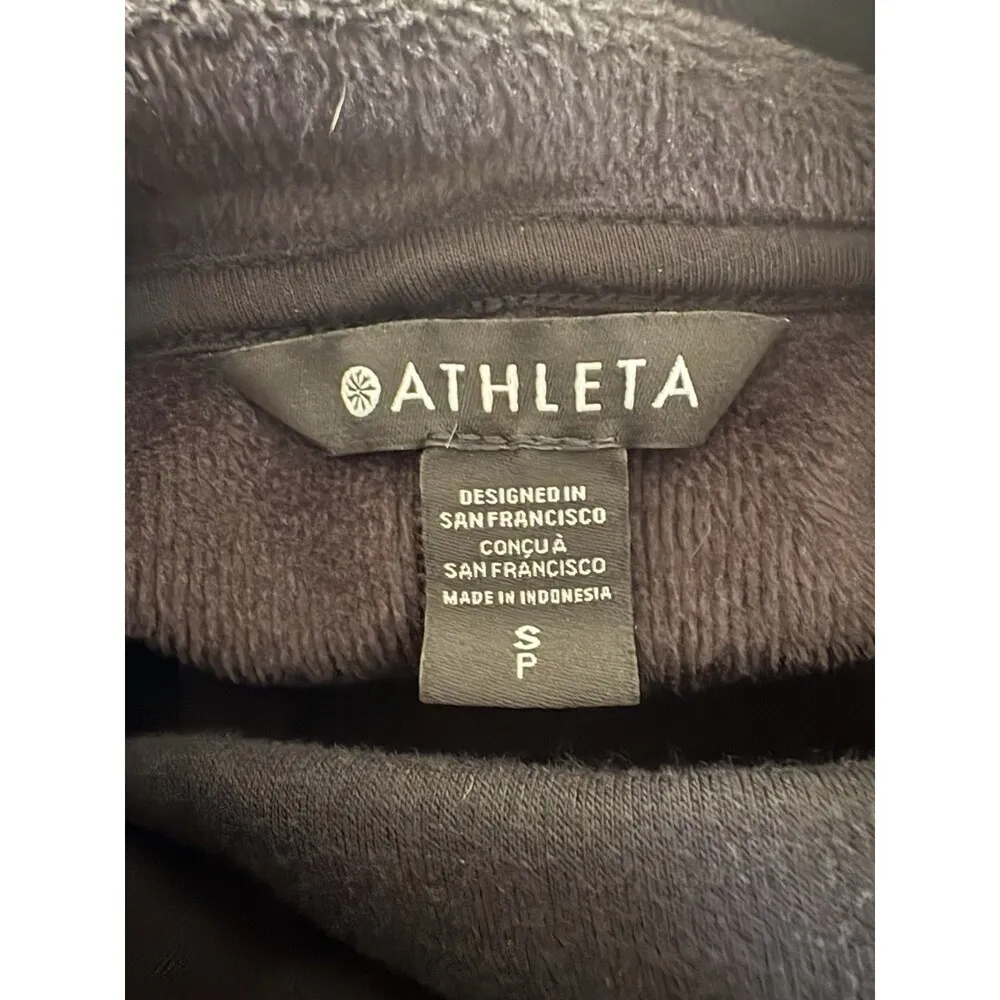 ATHLETA
DESIGNED IN
SAN FRANCISCO
CONÇU À
SAN FRANCISCO
MADE IN INDONESIA
S
P